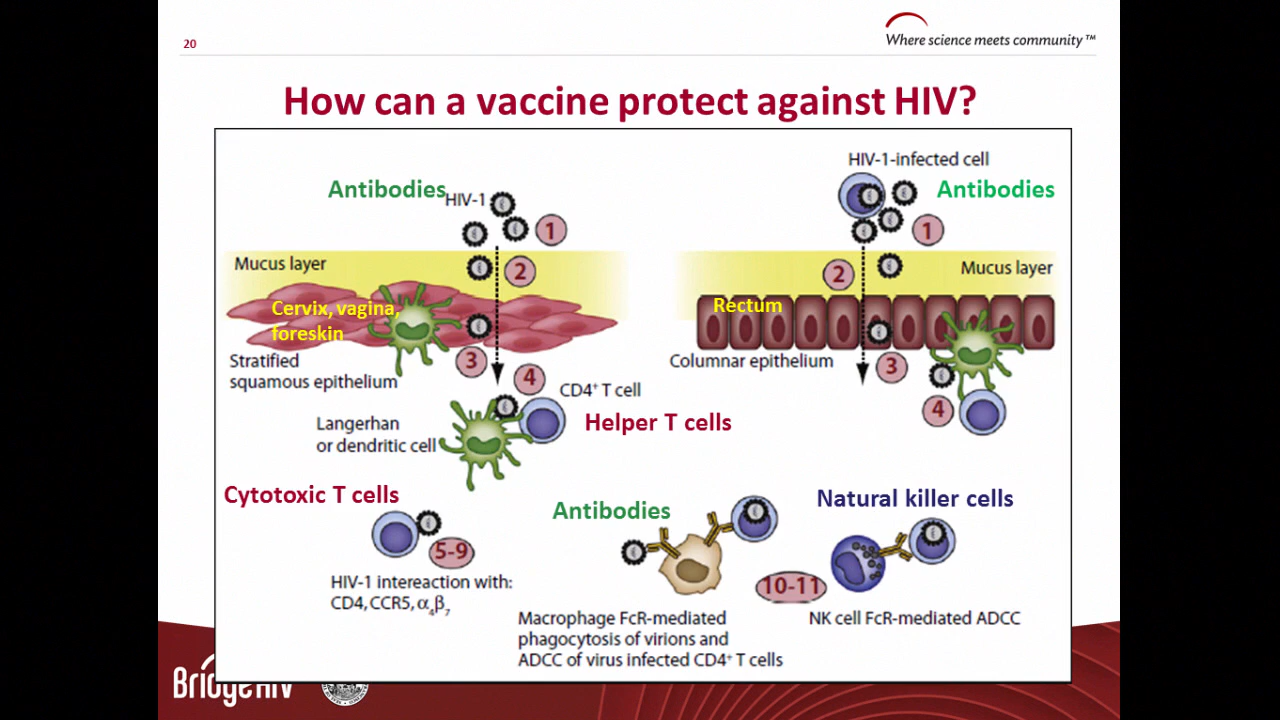 20
Where science meets community™
How can a vaccine protect against HIV?
Antibodies
HIV-1
1
Mucus layer
2
Cervix, vagina,
foreskin
Stratified
squamous epithelium
3
4
CD4⁺ T cell
Helper T cells
Langerhan
or dendritic cell
HIV-1-infected cell
Antibodies
1
2
Mucus layer
Rectum
Columnar epithelium
3
4
Cytotoxic T cells
5-9
HIV-1 intereaction with:
CD4, CCR5, α₄β₇
Antibodies
Macrophage FcR-mediated
phagocytosis of virions and
ADCC of virus infected CD4⁺ T cells
10-11
Natural killer cells
NK cell FcR-mediated ADCC
BridgeHIV